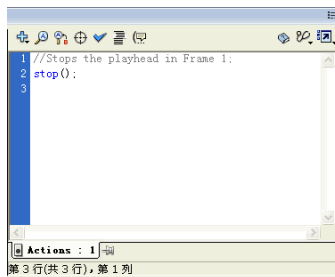 1 //Stops the playhead in Frame 1;
2 stop();
3
Actions : 1
第 3 行(共 3 行), 第 1 列